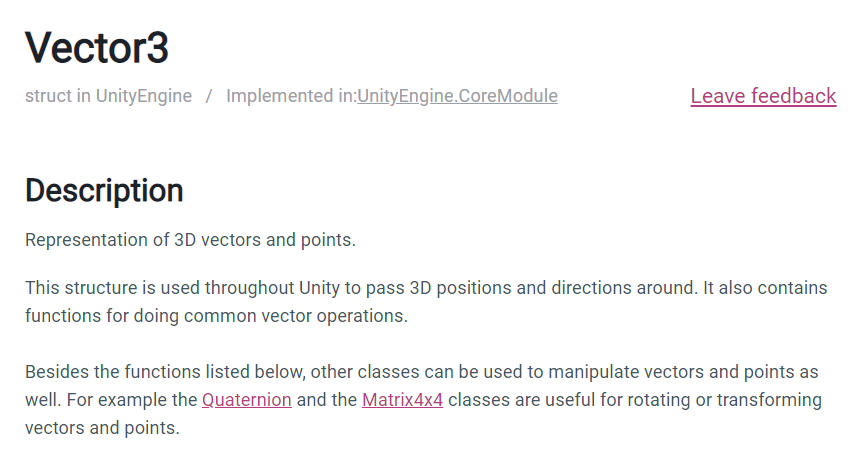 Vector3
struct in UnityEngine / Implemented in:UnityEngine.CoreModule
Leave feedback
Description
Representation of 3D vectors and points.
This structure is used throughout Unity to pass 3D positions and directions around. It also contains
functions for doing common vector operations.
Besides the functions listed below, other classes can be used to manipulate vectors and points as
well. For example the Quaternion and the Matrix4x4 classes are useful for rotating or transforming
vectors and points.